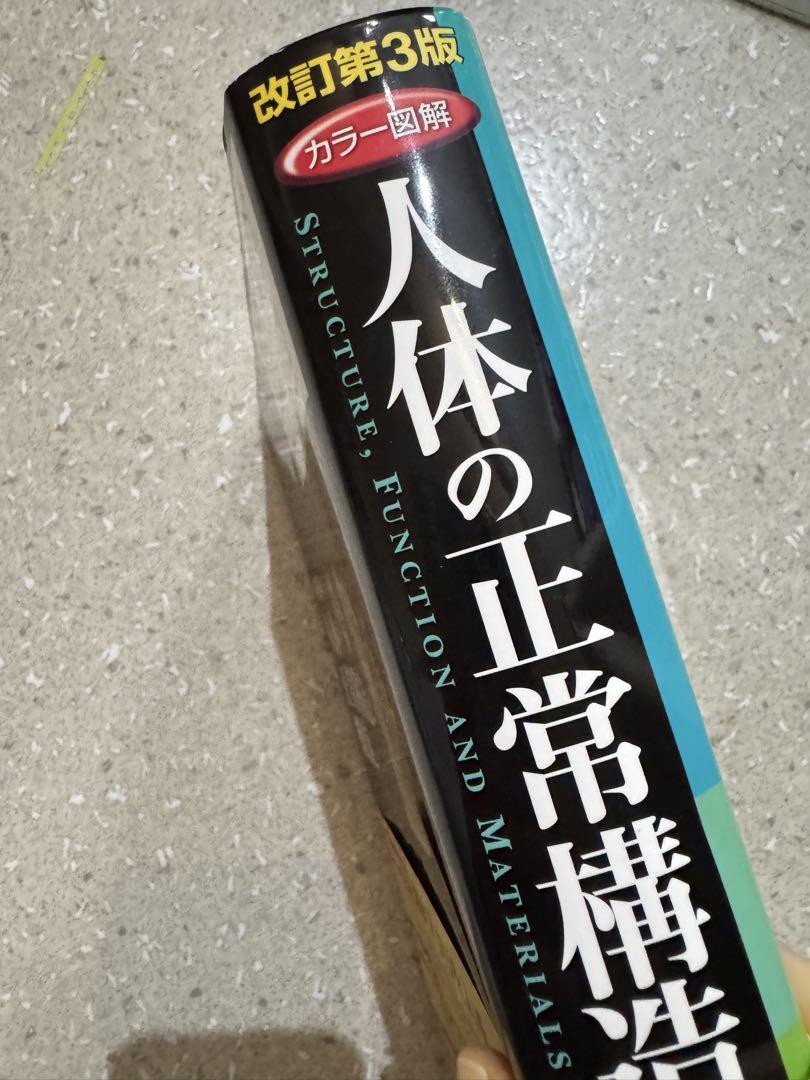 改訂第3版
カラー図解
人体の正常構造
STRUCTURE, FUNCTION AND MATERIALS